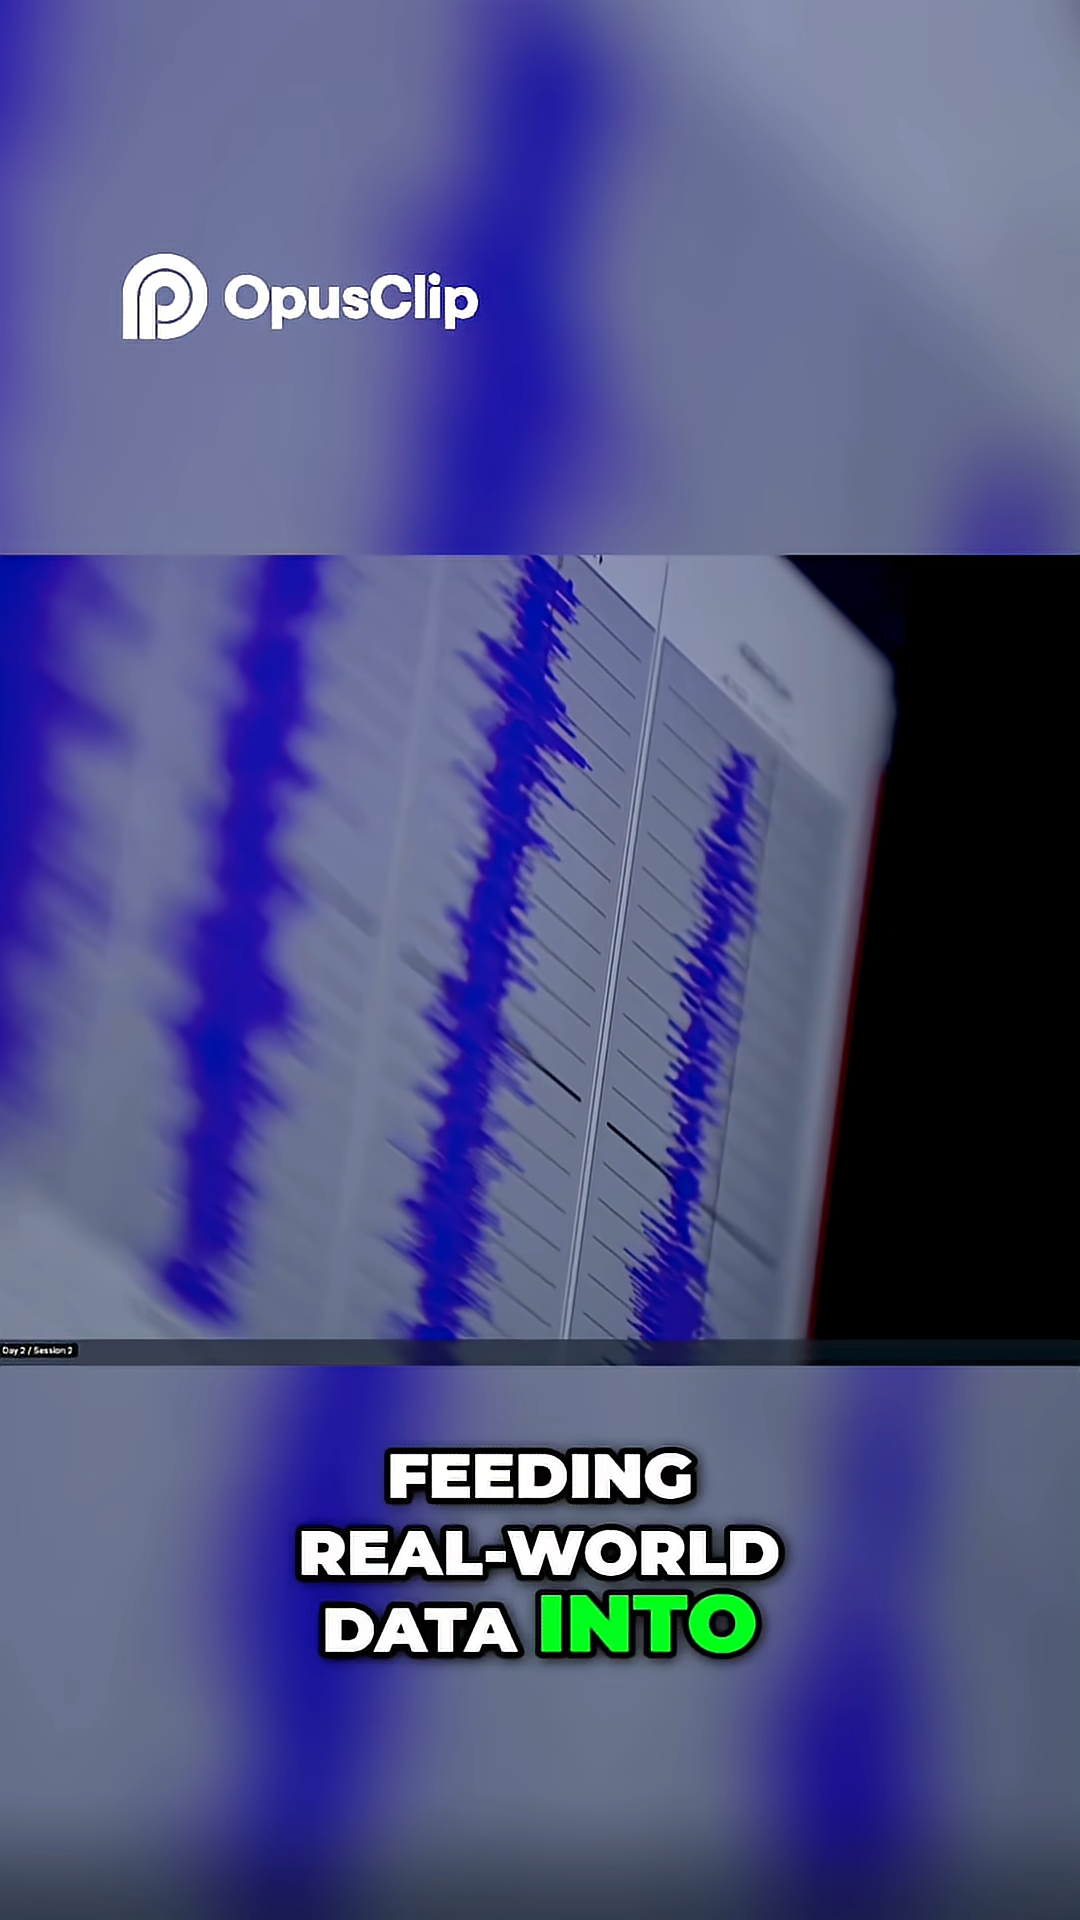 OpusClip
Day 2 / Session 2
FEEDING
REAL-WORLD
DATA INTO